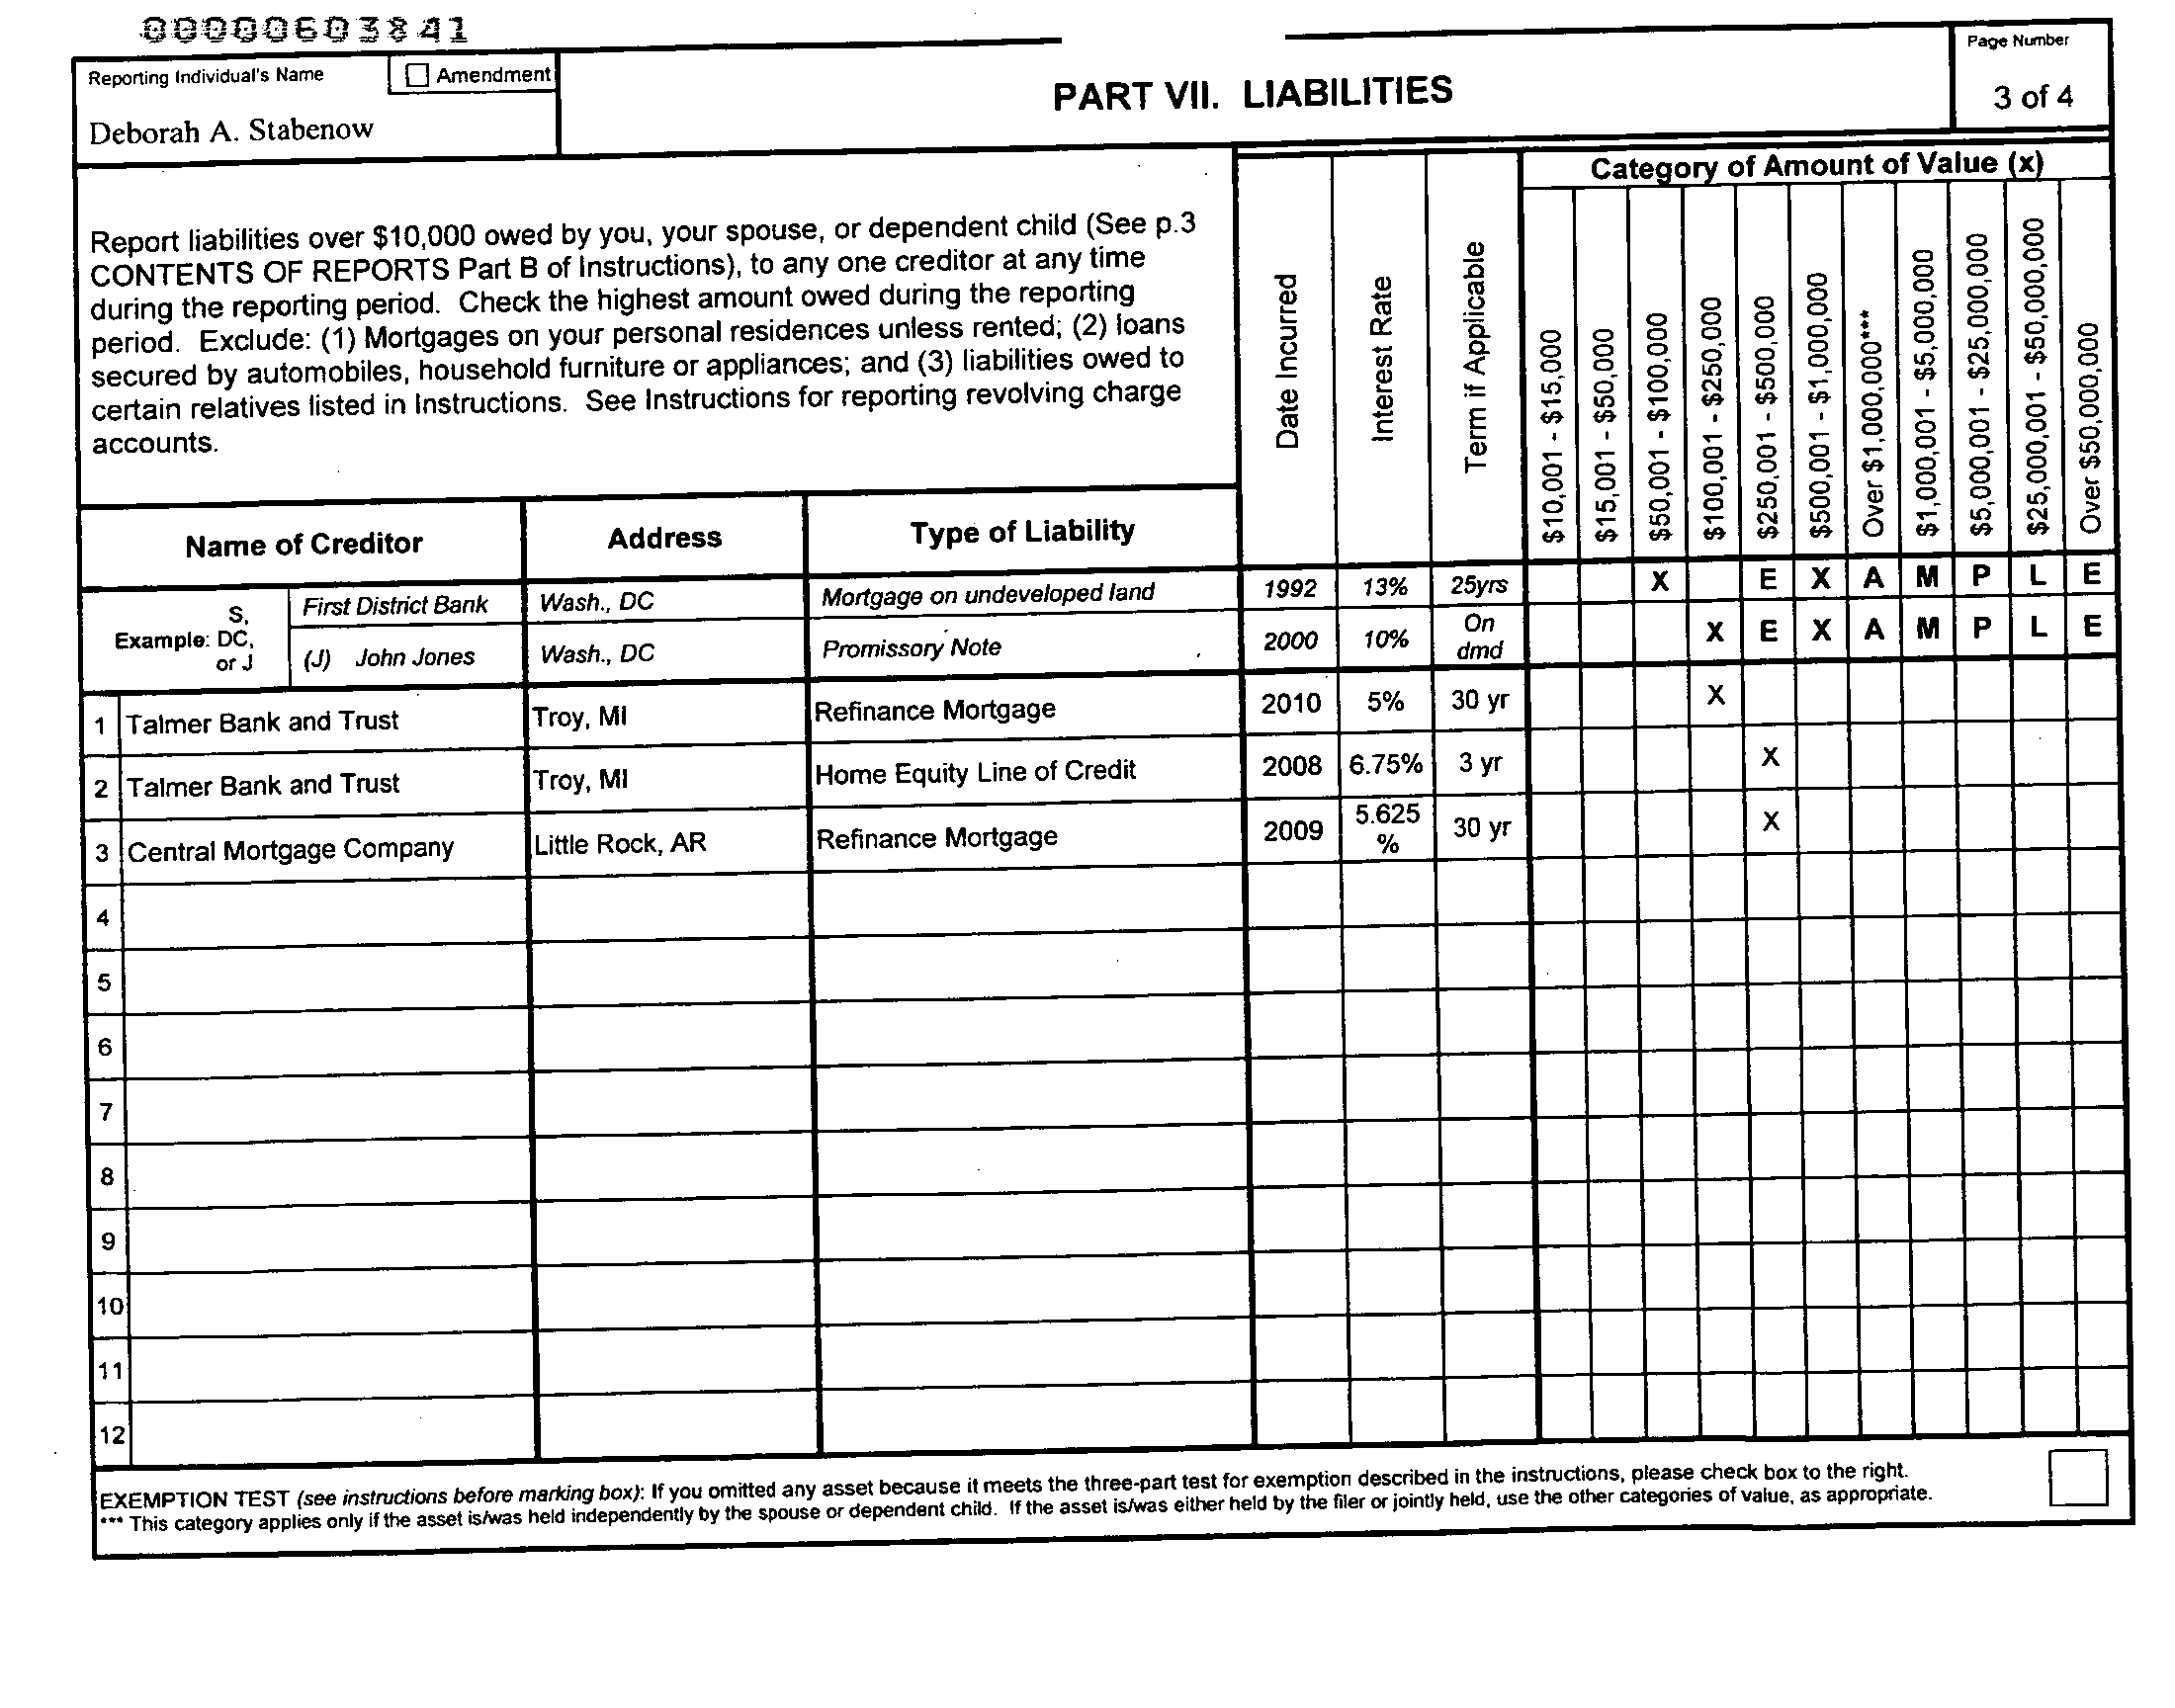 00000603841
Reporting Individual's Name
Amendment
Deborah A. Stabenow
PART VII. LIABILITIES
Page Number
3 of 4
Report liabilities over $10,000 owed by you, your spouse, or dependent child (See p.3
CONTENTS OF REPORTS Part B of Instructions), to any one creditor at any time
during the reporting period. Check the highest amount owed during the reporting
period. Exclude: (1) Mortgages on your personal residences unless rented; (2) loans
secured by automobiles, household furniture or appliances; and (3) liabilities owed to
certain relatives listed in Instructions. See Instructions for reporting revolving charge
accounts.
Date Incurred
Interest Rate
Term if Applicable
Category of Amount of Value (x)
$10,001 - $15,000
$15,001 - $50,000
$50,001 - $100,000
$100,001 - $250,000
$250,001 - $500,000
$500,001 - $1,000,000
Over $1,000,000***
$1,000,001 - $5,000,000
$5,000,001 - $25,000,000
$25,000,001 - $50,000,000
Over $50,000,000
Name of Creditor Address Type of Liability
Example: S, DC, or J
First District Bank Wash., DC Mortgage on undeveloped land 1992 13% 25yrs X E X A M P L E
(J) John Jones Wash., DC Promissory Note 2000 10% On dmd X E X A M P L E
1 Talmer Bank and Trust Troy, MI Refinance Mortgage 2010 5% 30 yr X
2 Talmer Bank and Trust Troy, MI Home Equity Line of Credit 2008 6.75% 3 yr X
3 Central Mortgage Company Little Rock, AR Refinance Mortgage 2009 5.625 % 30 yr X
4
5
6
7
8
9
10
11
12
EXEMPTION TEST (see instructions before marking box): If you omitted any asset because it meets the three-part test for exemption described in the instructions, please check box to the right.
*** This category applies only if the asset is/was held independently by the spouse or dependent child. If the asset is/was either held by the filer or jointly held, use the other categories of value, as appropriate.